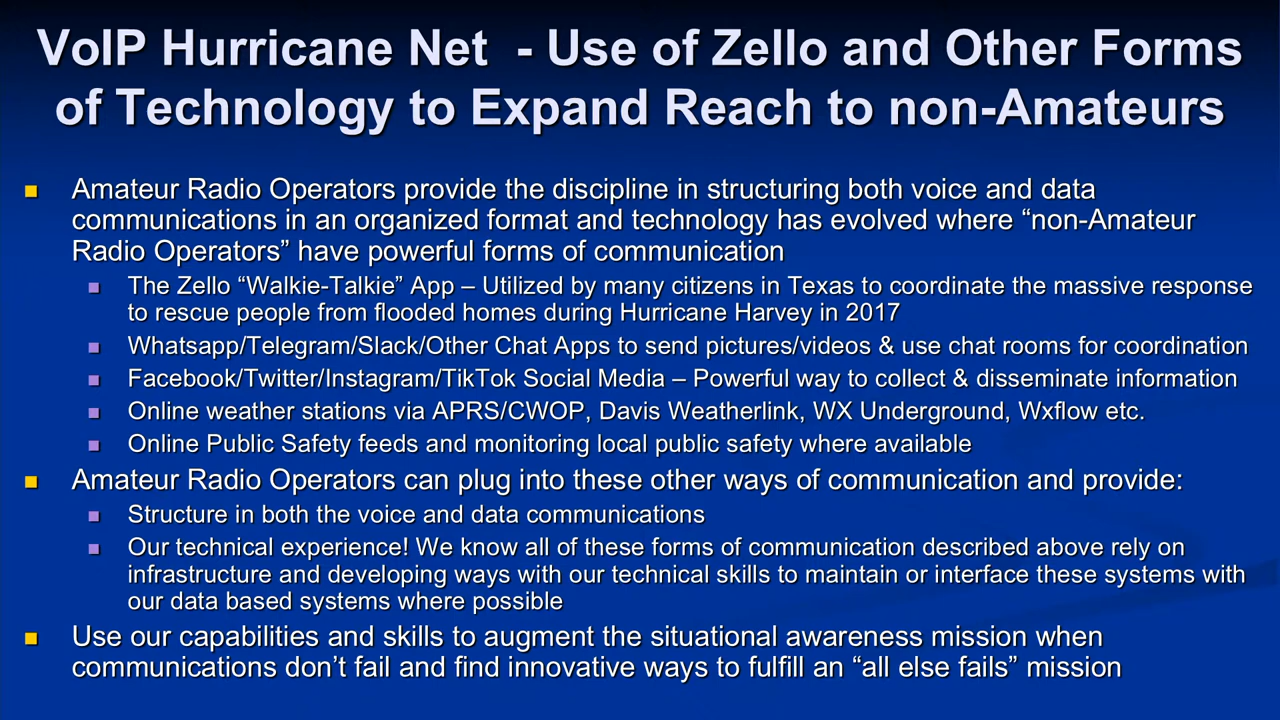 VoIP Hurricane Net - Use of Zello and Other Forms
of Technology to Expand Reach to non-Amateurs
Amateur Radio Operators provide the discipline in structuring both voice and data
communications in an organized format and technology has evolved where “non-Amateur
Radio Operators” have powerful forms of communication
The Zello “Walkie-Talkie” App – Utilized by many citizens in Texas to coordinate the massive response
to rescue people from flooded homes during Hurricane Harvey in 2017
Whatsapp/Telegram/Slack/Other Chat Apps to send pictures/videos & use chat rooms for coordination
Facebook/Twitter/Instagram/TikTok Social Media – Powerful way to collect & disseminate information
Online weather stations via APRS/CWOP, Davis Weatherlink, WX Underground, Wxflow etc.
Online Public Safety feeds and monitoring local public safety where available
Amateur Radio Operators can plug into these other ways of communication and provide:
Structure in both the voice and data communications
Our technical experience! We know all of these forms of communication described above rely on
infrastructure and developing ways with our technical skills to maintain or interface these systems with
our data based systems where possible
Use our capabilities and skills to augment the situational awareness mission when
communications don’t fail and find innovative ways to fulfill an “all else fails” mission